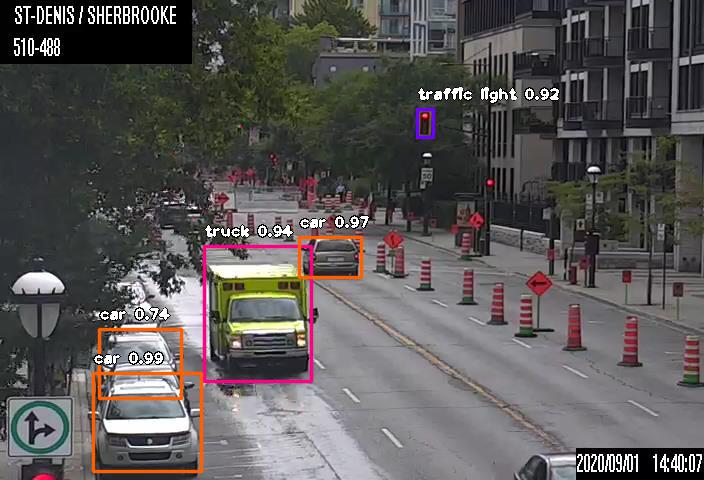 ST-DENIS / SHERBROOKE
510-488
traffic light 0.92
truck 0.94
car 0.97
car 0.74
car 0.99
50
2020/09/01 14:40:07